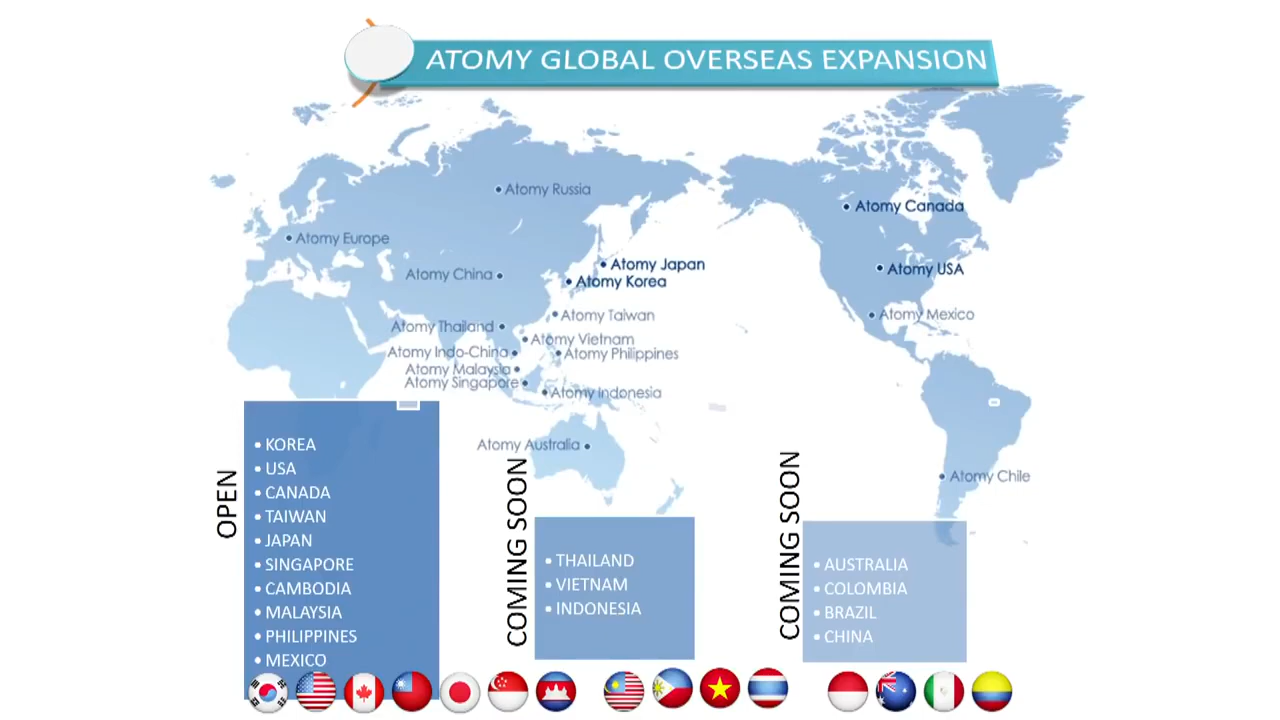 ATOMY GLOBAL OVERSEAS EXPANSION
Atomy Russia
Atomy Canada
Atomy Europe
Atomy Japan
Atomy USA
Atomy China
Atomy Korea
Atomy Taiwan
Atomy Mexico
Atomy Thailand
Atomy Vietnam
Atomy Indo-China
Atomy Philippines
Atomy Malaysia
Atomy Singapore
Atomy Indonesia
Atomy Australia
Atomy Chile
OPEN
• KOREA
• USA
• CANADA
• TAIWAN
• JAPAN
• SINGAPORE
• CAMBODIA
• MALAYSIA
• PHILIPPINES
• MEXICO
COMING SOON
• THAILAND
• VIETNAM
• INDONESIA
COMING SOON
• AUSTRALIA
• COLOMBIA
• BRAZIL
• CHINA